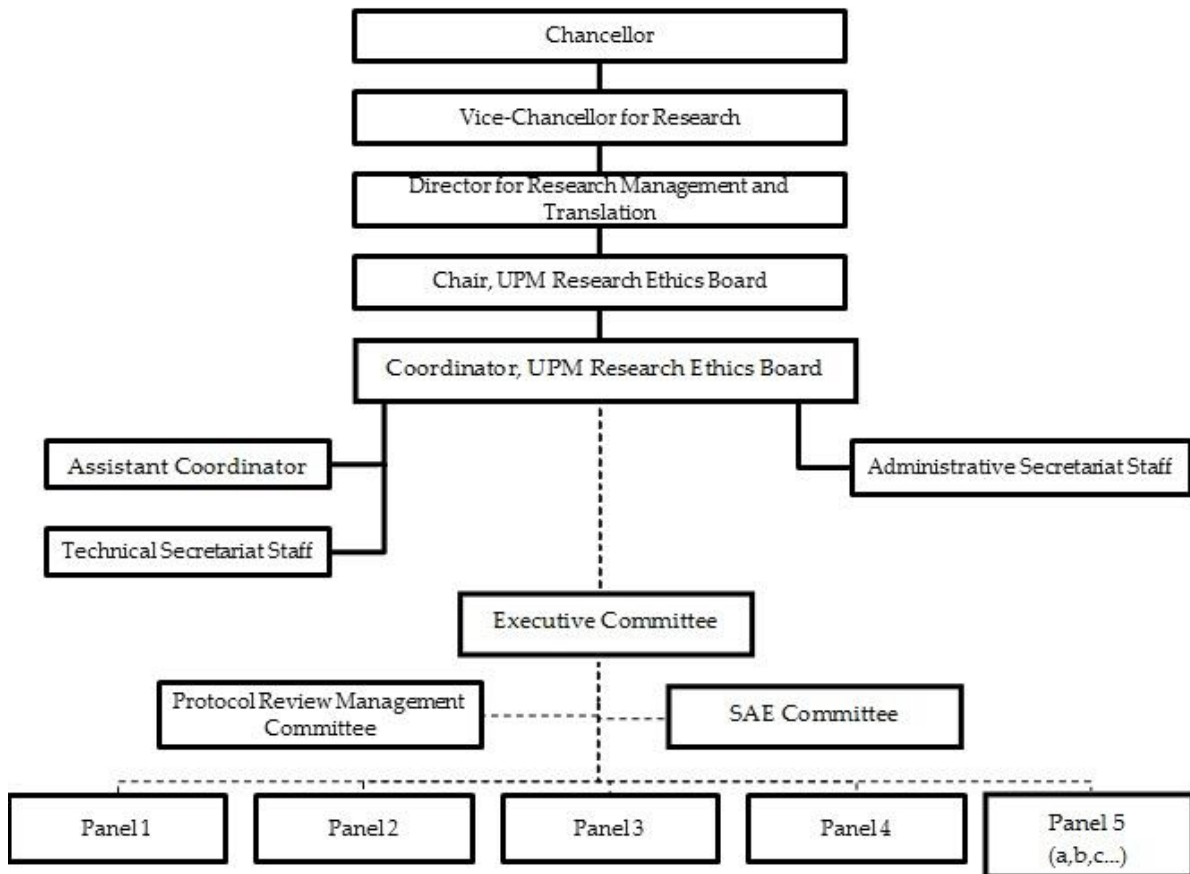 Chancellor
Vice-Chancellor for Research
Director for Research Management and
Translation
Chair, UPM Research Ethics Board
Coordinator, UPM Research Ethics Board
Assistant Coordinator
Administrative Secretariat Staff
Technical Secretariat Staff
Executive Committee
Protocol Review Management
Committee
SAE Committee
Panel 1
Panel 2
Panel 3
Panel 4
Panel 5
(a,b,c...)